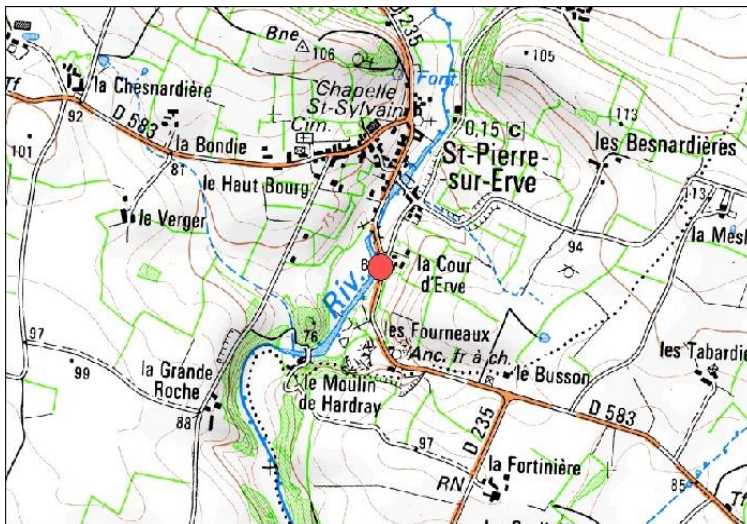 D 235
Bne
106
105
la Chesnardière
Chapelle
St-Sylvain
Font.
Tf
D 583
92
Cim.
0,15 C
113
101
la Bondie
St-Pierre-
sur-Erve
les Besnardières
81
le Haut Bourg
75
113
le Verger
la Mesl
94
8
la Cour
d'Erve
Riv.
97
76
les Fourneaux
Anc. fr à ch.
les Tabardiè
99
la Grande
Roche
le Moulin
de Hardray
le Busson
88
D 583
D 235
97
la Fortinière
RN
85
Tf